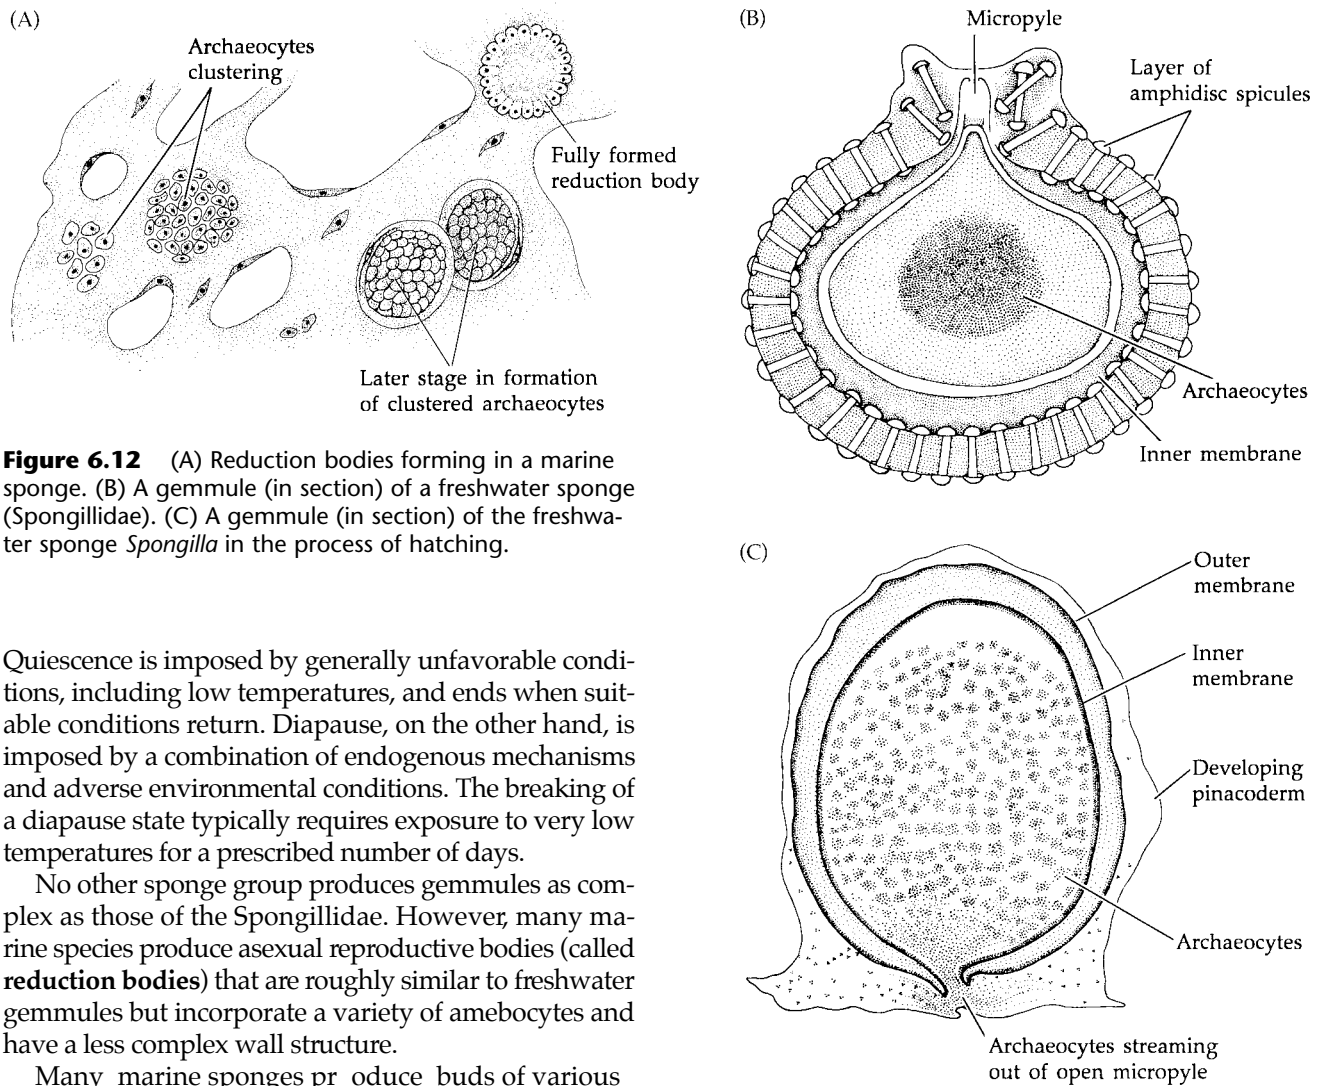 (A)
Archaeocytes
clustering
Fully formed
reduction body
Later stage in formation
of clustered archaeocytes
Figure 6.12 (A) Reduction bodies forming in a marine
sponge. (B) A gemmule (in section) of a freshwater sponge
(Spongillidae). (C) A gemmule (in section) of the freshwa-
ter sponge Spongilla in the process of hatching.
Quiescence is imposed by generally unfavorable condi-
tions, including low temperatures, and ends when suit-
able conditions return. Diapause, on the other hand, is
imposed by a combination of endogenous mechanisms
and adverse environmental conditions. The breaking of
a diapause state typically requires exposure to very low
temperatures for a prescribed number of days.
No other sponge group produces gemmules as com-
plex as those of the Spongillidae. However, many ma-
rine species produce asexual reproductive bodies (called
reduction bodies) that are roughly similar to freshwater
gemmules but incorporate a variety of amebocytes and
have a less complex wall structure.
Many marine sponges pr oduce buds of various
(B)
Micropyle
Layer of
amphidisc spicules
Archaeocytes
Inner membrane
(C)
Outer
membrane
Inner
membrane
Developing
pinacoderm
Archaeocytes
Archaeocytes streaming
out of open micropyle